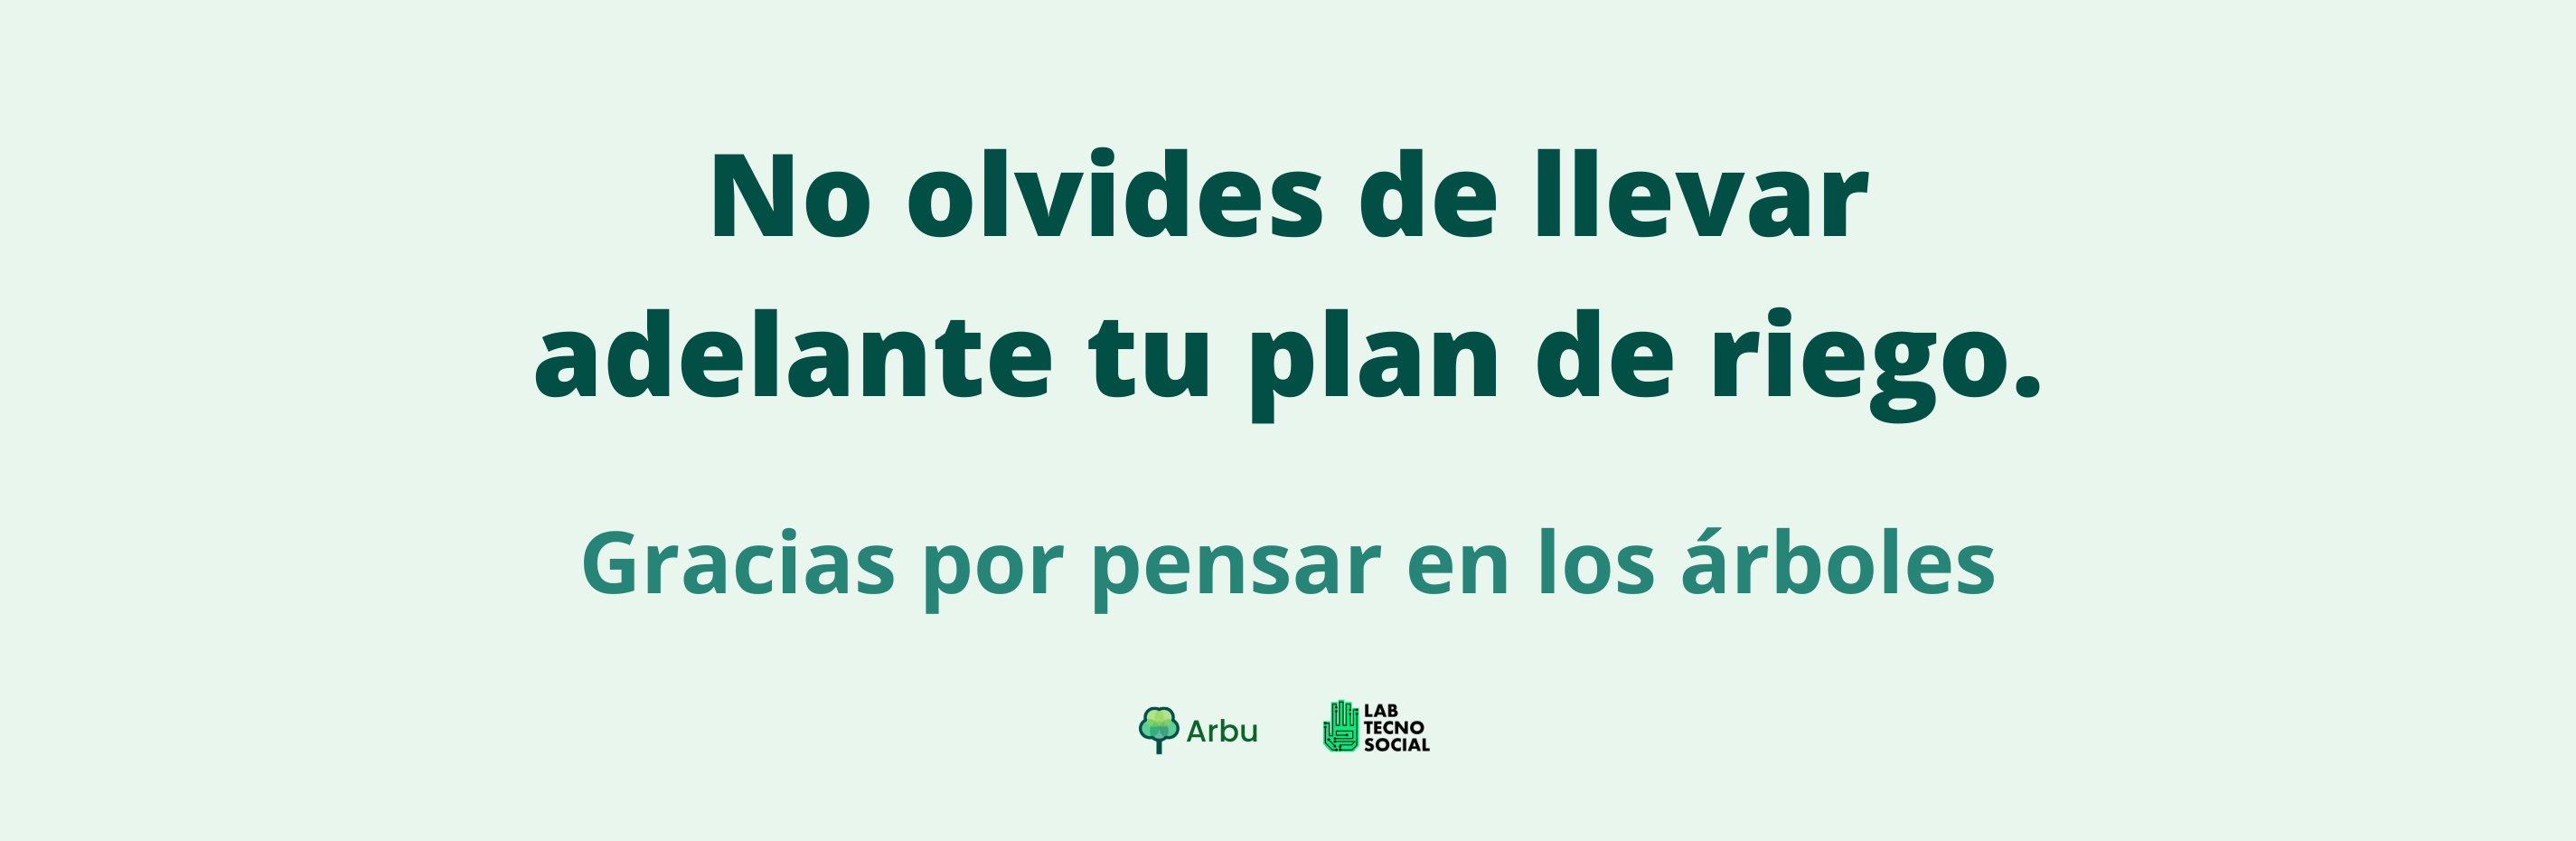 No olvides de llevar
adelante tu plan de riego.
Gracias por pensar en los árboles
Arbu
LAB
TECNO
SOCIAL